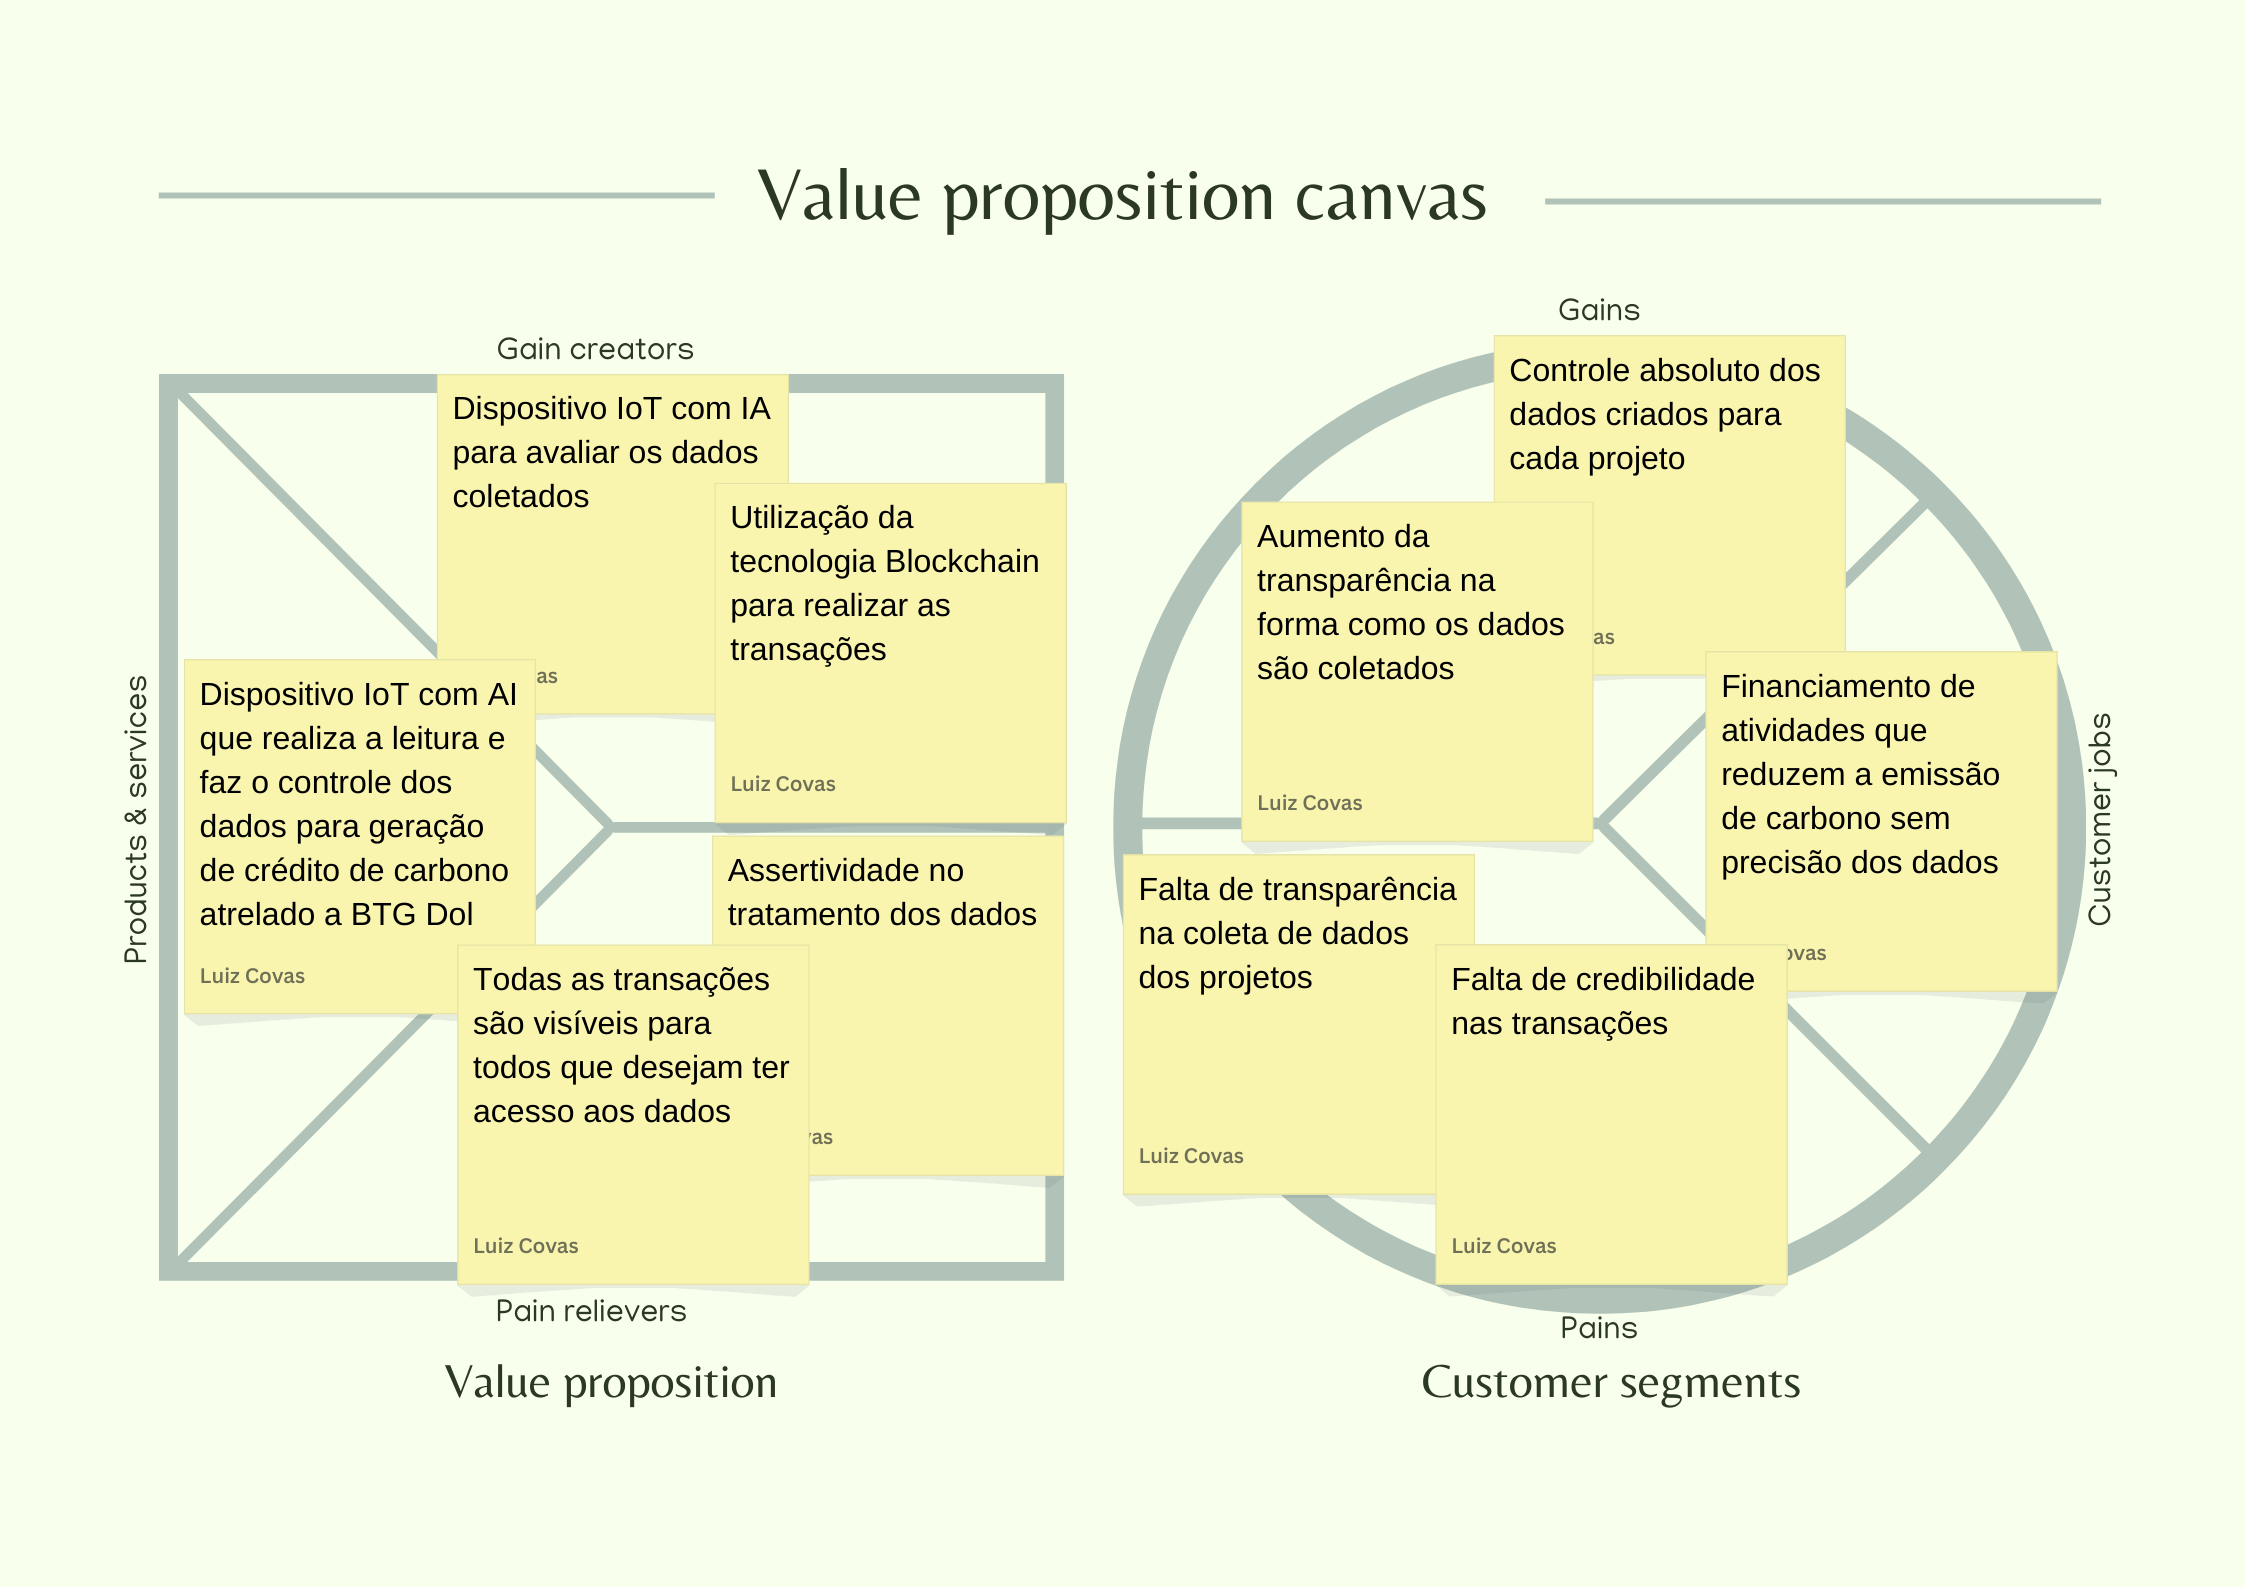 Value proposition canvas
Gain creators
Dispositivo IoT com IA
para avaliar os dados
coletados
as
Utilização da
tecnologia Blockchain
para realizar as
transações
Luiz Covas
Products & services
Dispositivo IoT com AI
que realiza a leitura e
faz o controle dos
dados para geração
de crédito de carbono
atrelado a BTG Dol
Luiz Covas
Assertividade no
tratamento dos dados
vas
Todas as transações
são visíveis para
todos que desejam ter
acesso aos dados
Luiz Covas
Pain relievers
Value proposition
Gains
Controle absoluto dos
dados criados para
cada projeto
as
Aumento da
transparência na
forma como os dados
são coletados
Luiz Covas
Financiamento de
atividades que
reduzem a emissão
de carbono sem
precisão dos dados
ovas
Customer jobs
Falta de transparência
na coleta de dados
dos projetos
Luiz Covas
Falta de credibilidade
nas transações
Luiz Covas
Pains
Customer segments